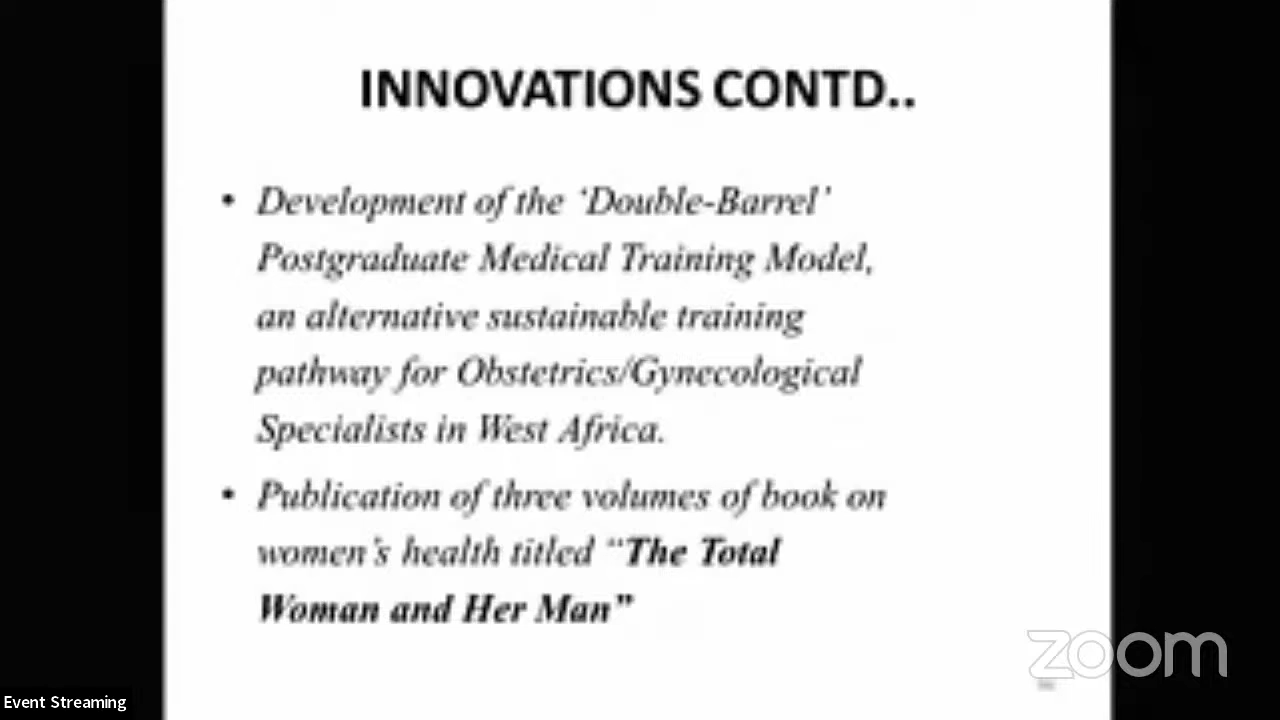 INNOVATIONS CONTD..
• Development of the ‘Double-Barrel’
Postgraduate Medical Training Model,
an alternative sustainable training
pathway for Obstetrics/Gynecological
Specialists in West Africa.
• Publication of three volumes of book on
women’s health titled “The Total
Woman and Her Man”
zoom
Event Streaming